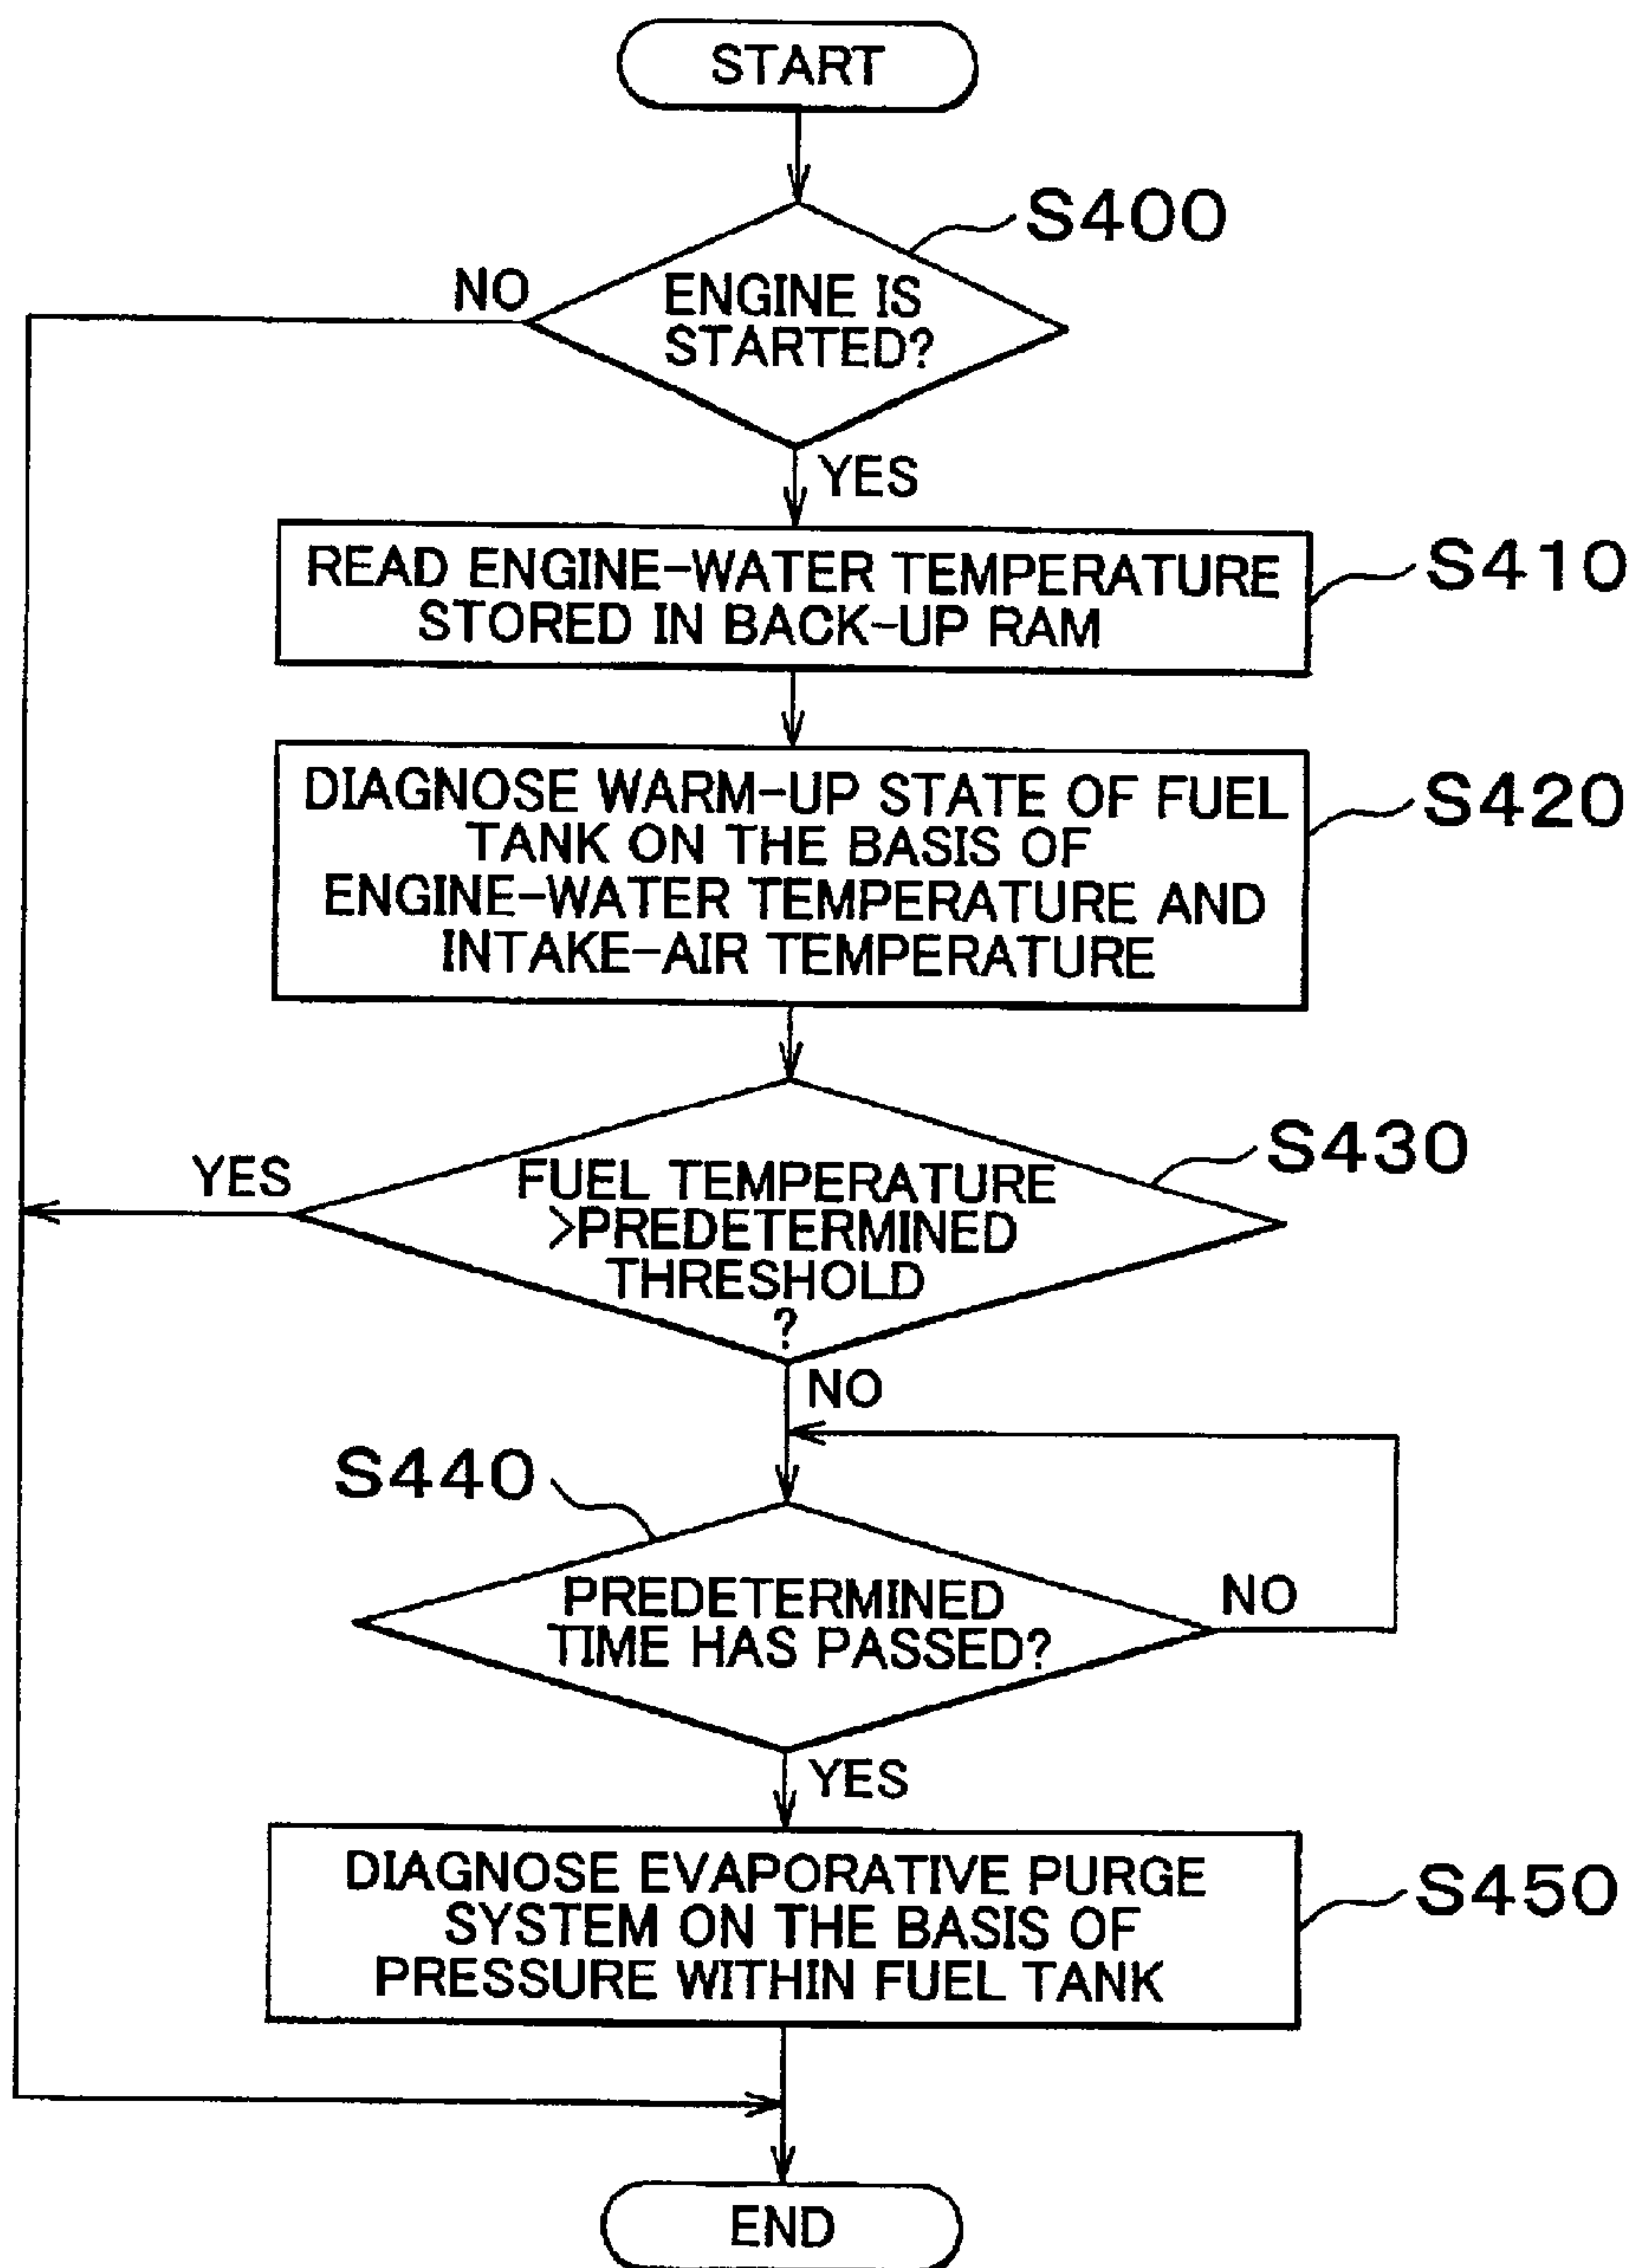 START
S400
NO
ENGINE IS
STARTED?
YES
READ ENGINE-WATER TEMPERATURE
STORED IN BACK-UP RAM
S410
DIAGNOSE WARM-UP STATE OF FUEL
TANK ON THE BASIS OF
ENGINE-WATER TEMPERATURE AND
INTAKE-AIR TEMPERATURE
S420
S430
YES
FUEL TEMPERATURE
>PREDETERMINED
THRESHOLD
?
NO
S440
PREDETERMINED
TIME HAS PASSED?
NO
YES
DIAGNOSE EVAPORATIVE PURGE
SYSTEM ON THE BASIS OF
PRESSURE WITHIN FUEL TANK
S450
END